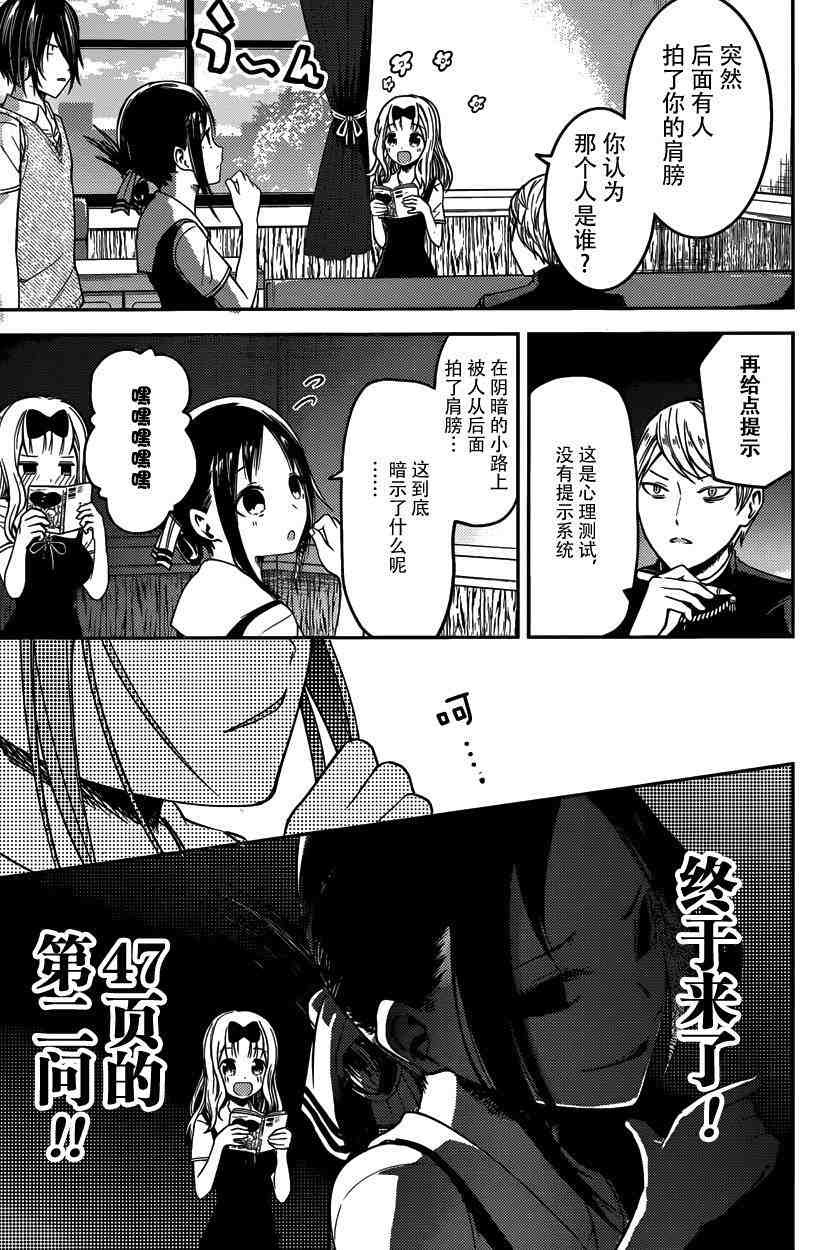 突然
后面有人
拍了你的肩膀
你认为
那个人是谁?
う~ん
再给点提示
这是心理测试,
没有提示系统
在阴暗的小路上
被人从后面
拍了肩膀…
这到底
暗示了什么呢
……
嘿嘿嘿嘿嘿
呵……
终于来了!
47页的
第二问!!